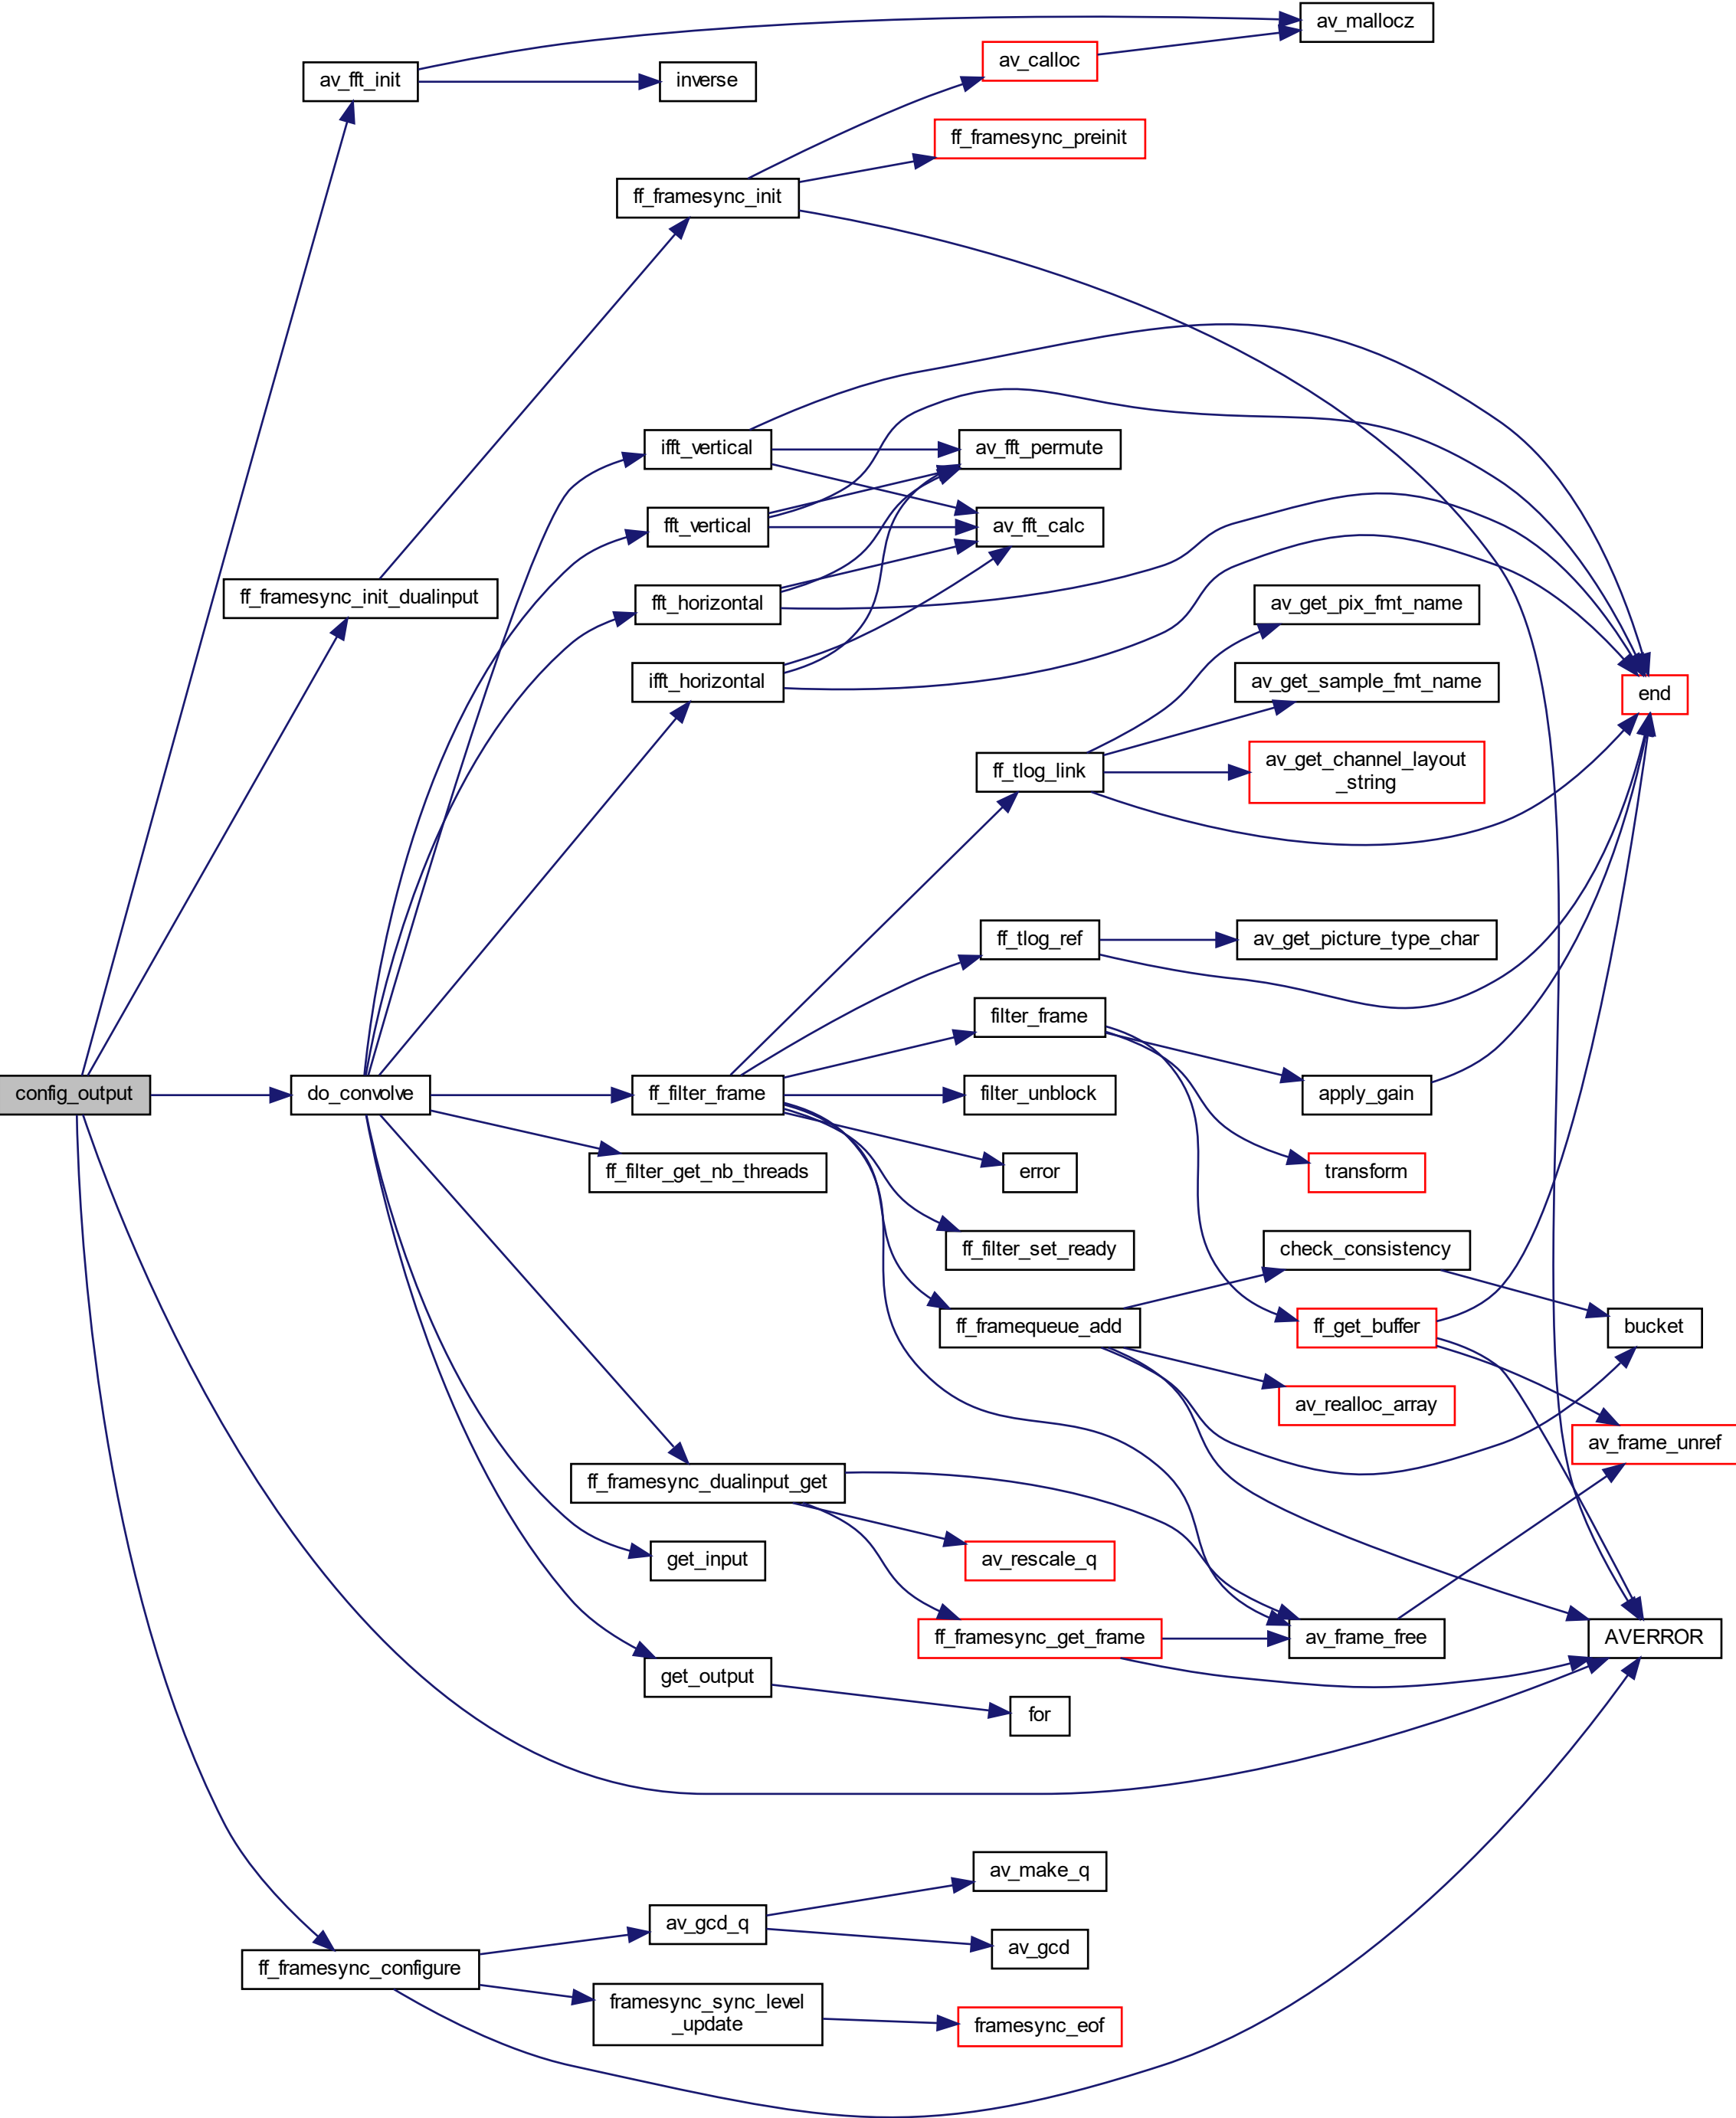 av_mallocz
av_calloc
av_fft_init
inverse
ff_framesync_preinit
ff_framesync_init
ifft_vertical
av_fft_permute
fft_vertical
av_fft_calc
ff_framesync_init_dualinput
fft_horizontal
av_get_pix_fmt_name
ifft_horizontal
av_get_sample_fmt_name
end
ff_tlog_link
av_get_channel_layout
_string
ff_tlog_ref
av_get_picture_type_char
filter_frame
config_output
do_convolve
ff_filter_frame
filter_unblock
apply_gain
ff_filter_get_nb_threads
error
transform
ff_filter_set_ready
check_consistency
ff_framequeue_add
ff_get_buffer
bucket
av_realloc_array
av_frame_unref
ff_framesync_dualinput_get
get_input
av_rescale_q
ff_framesync_get_frame
av_frame_free
AVERROR
get_output
for
av_make_q
av_gcd_q
av_gcd
ff_framesync_configure
framesync_sync_level
_update
framesync_eof